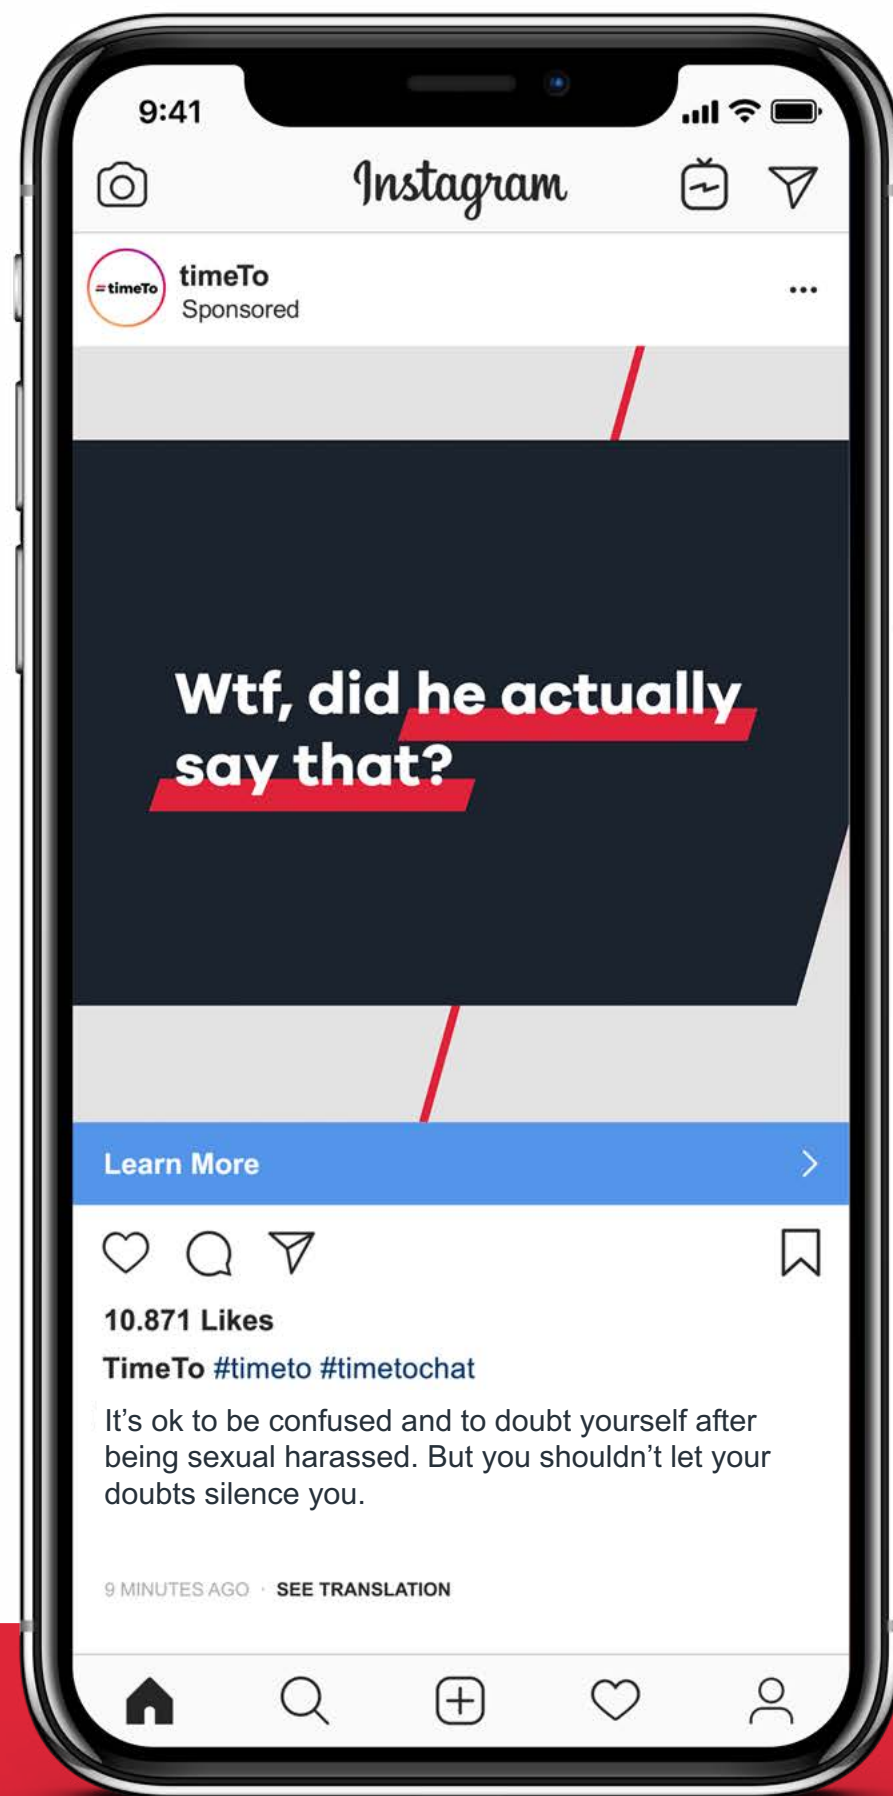 9:41
Instagram
=timeTo
timeTo
Sponsored
Wtf, did he actually
say that?
Learn More
10.871 Likes
TimeTo #timeto #timetochat
It’s ok to be confused and to doubt yourself after
being sexual harassed. But you shouldn’t let your
doubts silence you.
9 MINUTES AGO · SEE TRANSLATION